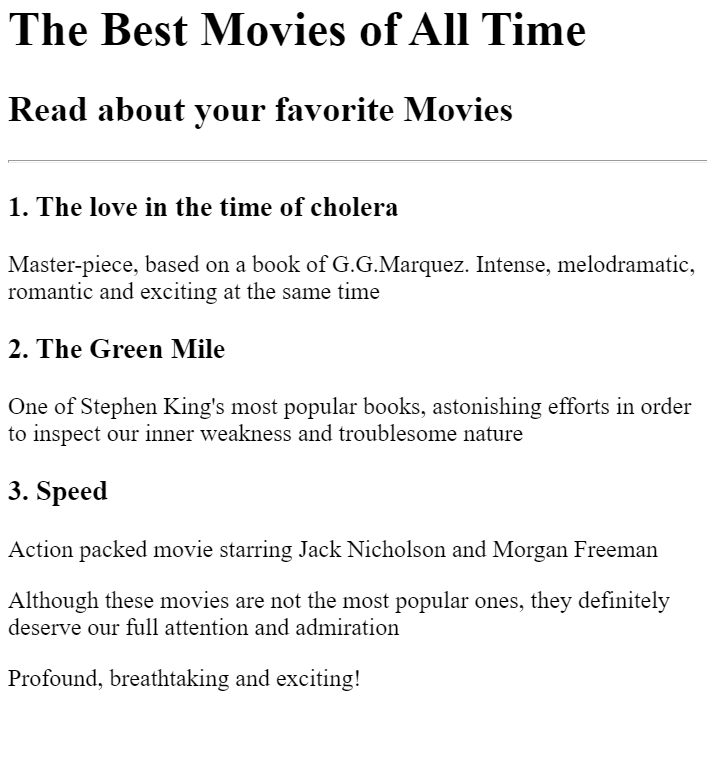 The Best Movies of All Time
Read about your favorite Movies
1. The love in the time of cholera
Master-piece, based on a book of G.G.Marquez. Intense, melodramatic,
romantic and exciting at the same time
2. The Green Mile
One of Stephen King's most popular books, astonishing efforts in order
to inspect our inner weakness and troublesome nature
3. Speed
Action packed movie starring Jack Nicholson and Morgan Freeman
Although these movies are not the most popular ones, they definitely
deserve our full attention and admiration
Profound, breathtaking and exciting!